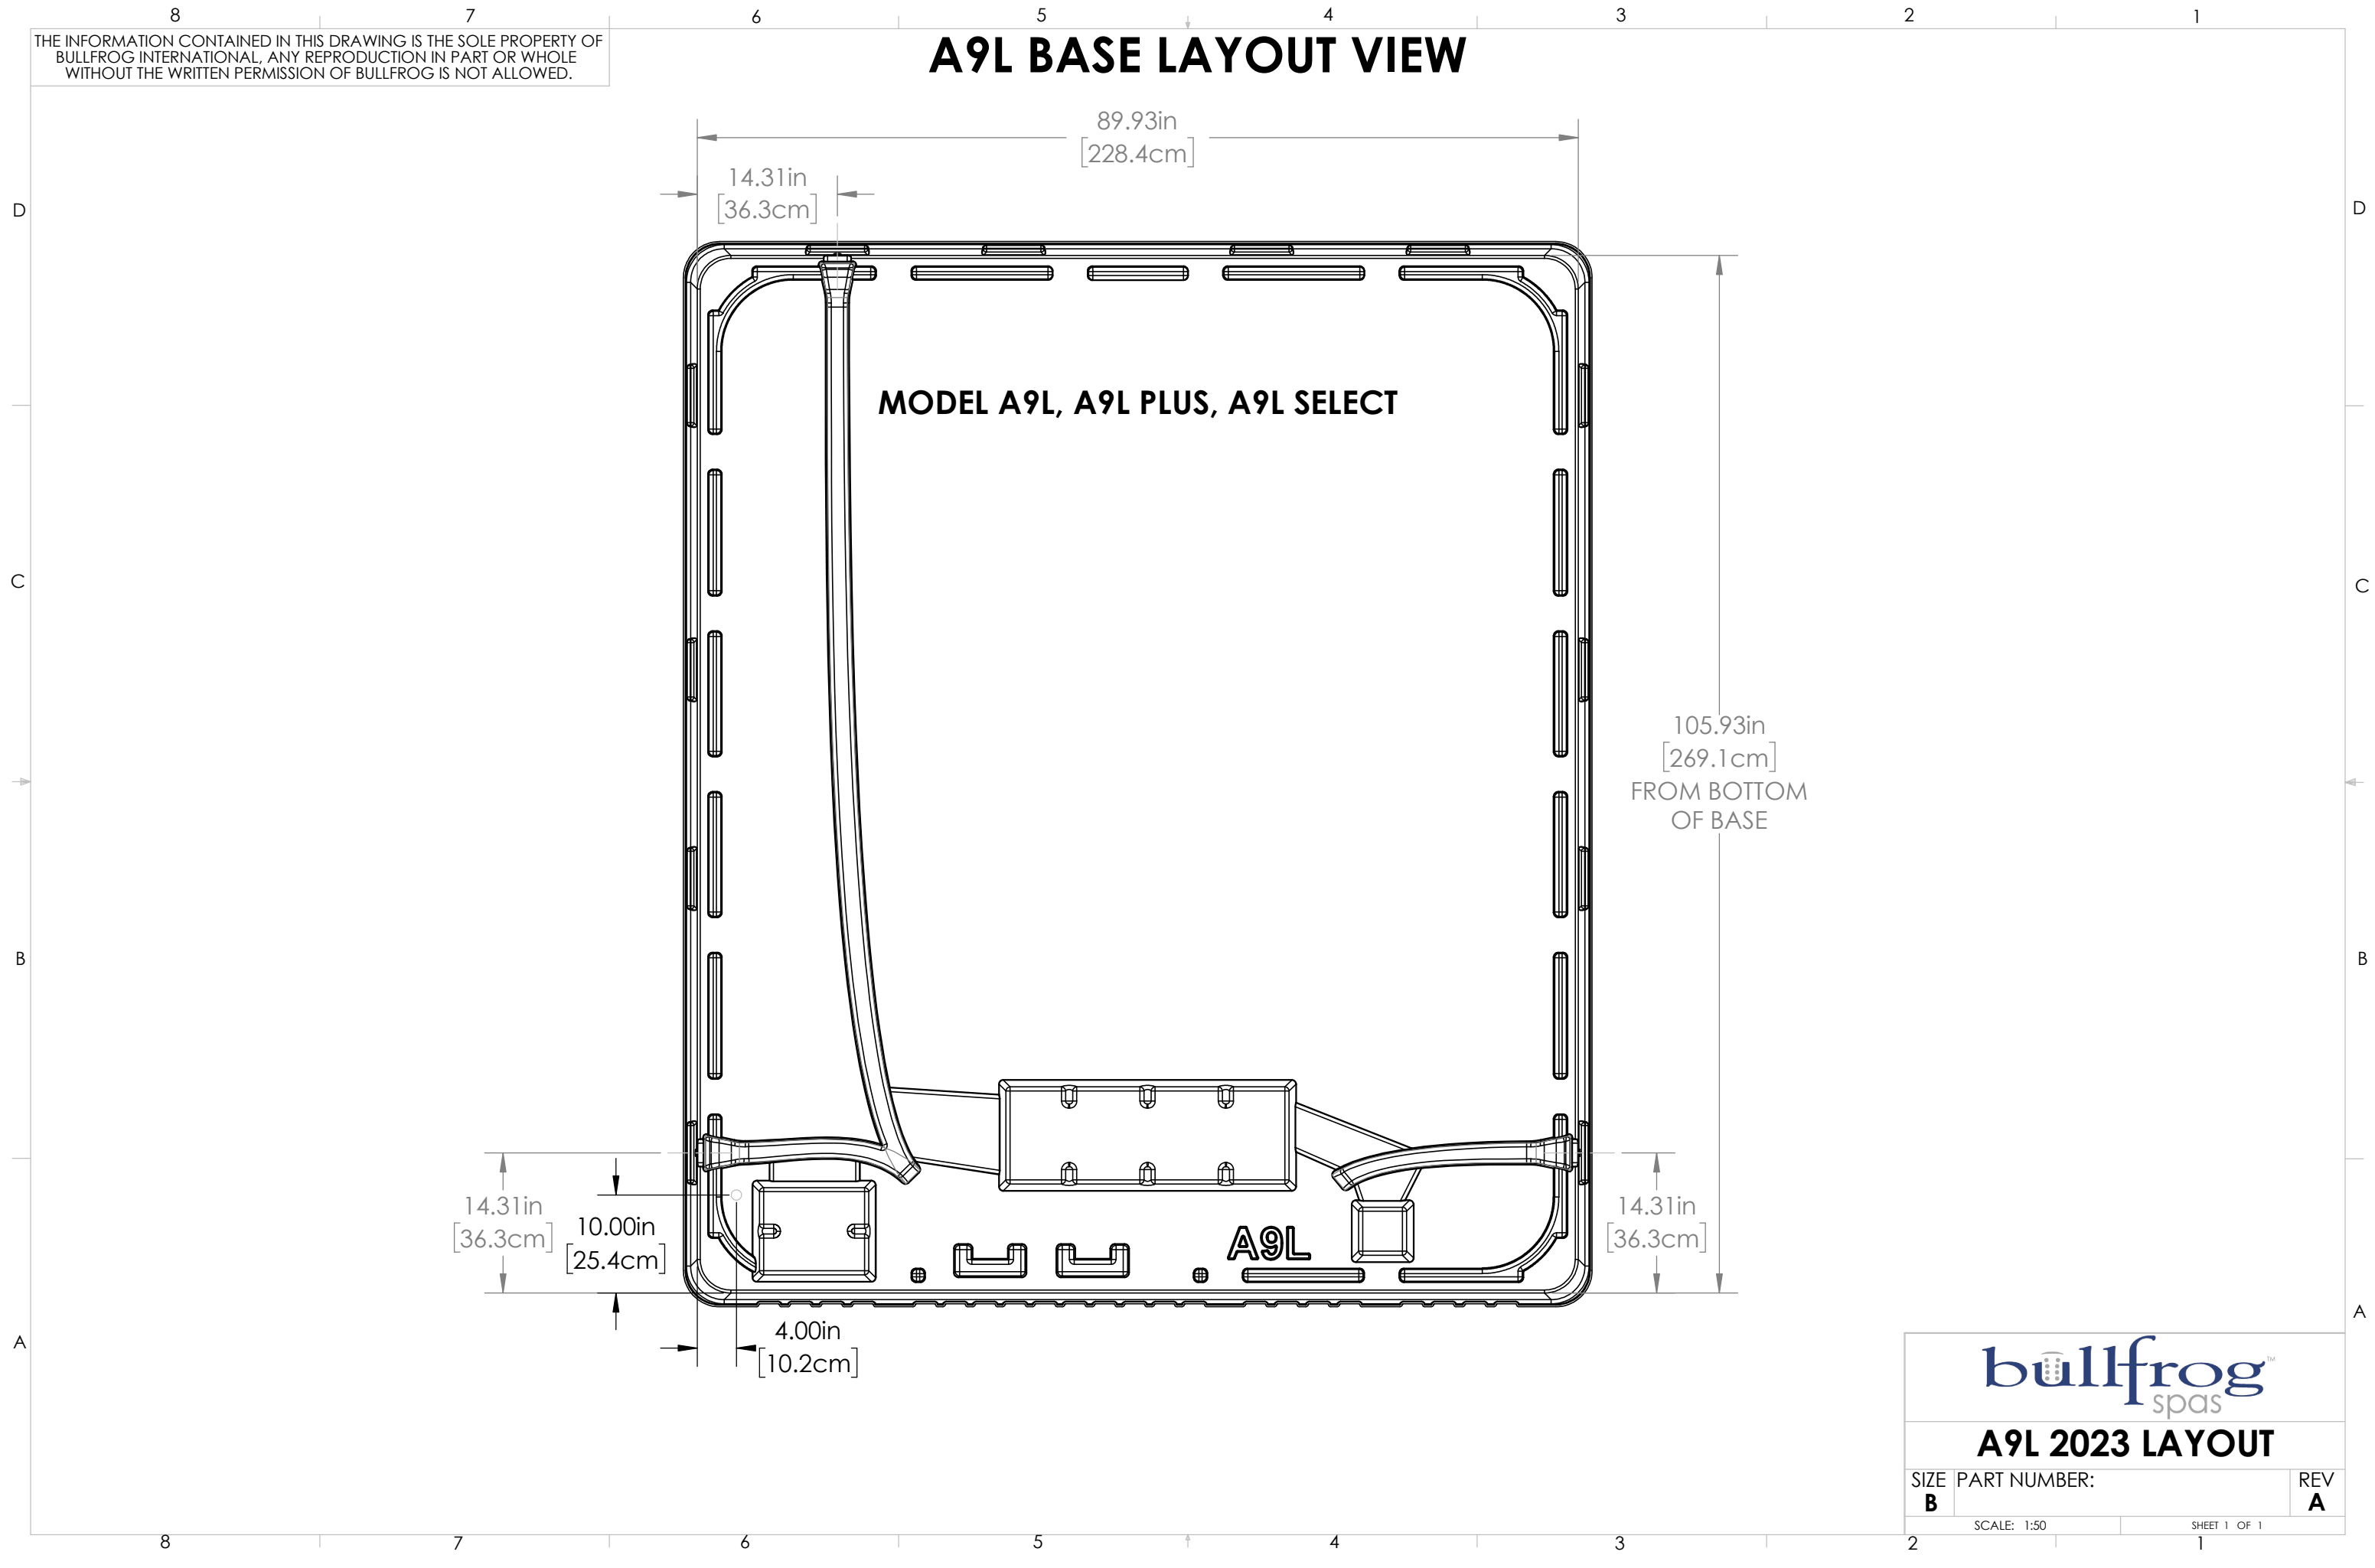 8 7 6 5 4 3 2 1
THE INFORMATION CONTAINED IN THIS DRAWING IS THE SOLE PROPERTY OF
BULLFROG INTERNATIONAL, ANY REPRODUCTION IN PART OR WHOLE
WITHOUT THE WRITTEN PERMISSION OF BULLFROG IS NOT ALLOWED.
A9L BASE LAYOUT VIEW
89.93in
[228.4cm]
14.31in
[36.3cm]
D D
MODEL A9L, A9L PLUS, A9L SELECT
C C
105.93in
[269.1cm]
FROM BOTTOM
OF BASE
B B
14.31in
[36.3cm]
10.00in
[25.4cm]
A9L
14.31in
[36.3cm]
4.00in
[10.2cm]
A A
bullfrog™
spas
A9L 2023 LAYOUT
SIZE
B
PART NUMBER:
REV
A
SCALE: 1:50
SHEET 1 OF 1
8 7 6 5 4 3 2 1